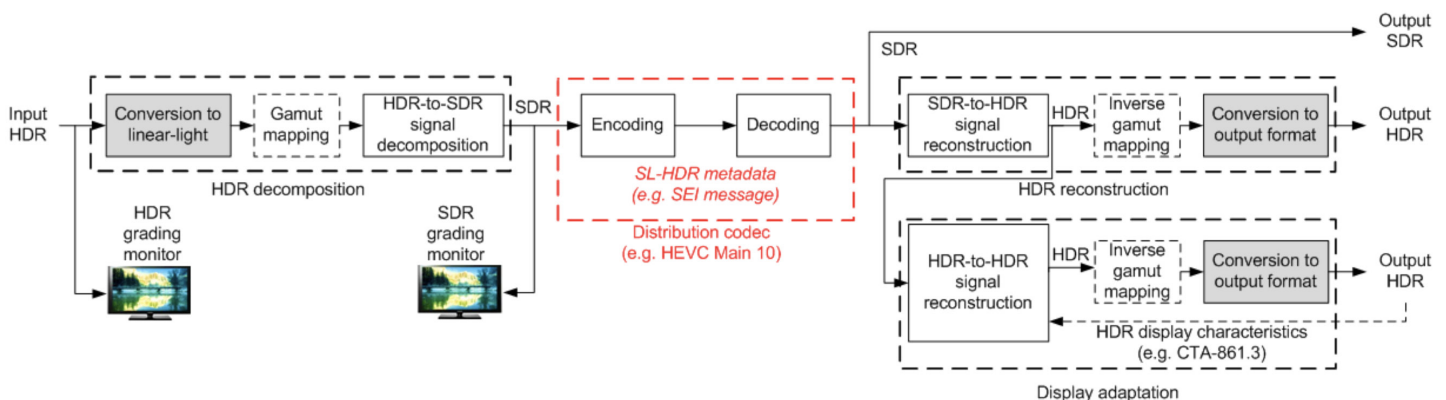 Input
HDR
Conversion to
linear-light
Gamut
mapping
HDR-to-SDR
signal
decomposition
HDR decomposition
HDR
grading
monitor
SDR
SDR
grading
monitor
Encoding
Decoding
SL-HDR metadata
(e.g. SEI message)
Distribution codec
(e.g. HEVC Main 10)
SDR
Output
SDR
SDR-to-HDR
signal
reconstruction
HDR
Inverse
gamut
mapping
Conversion to
output format
Output
HDR
HDR reconstruction
HDR-to-HDR
signal
reconstruction
HDR
Inverse
gamut
mapping
Conversion to
output format
Output
HDR
HDR display characteristics
(e.g. CTA-861.3)
Display adaptation